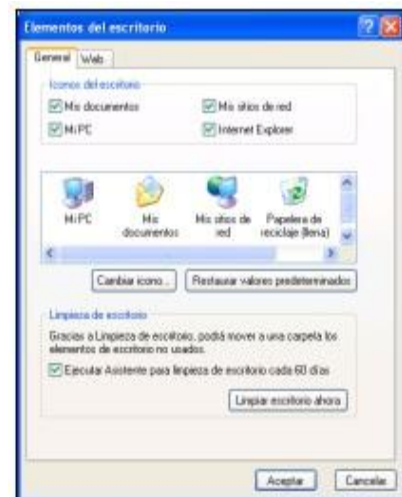 Elementos del escritorio
General Web
Iconos del escritorio
Mis documentos Mis sitios de red
Mi PC Internet Explorer
Mi PC Mis documentos Mis sitios de red Papelera de reciclaje (llena)
Cambiar icono... Restaurar valores predeterminados
Limpieza de escritorio
Gracias a Limpieza de escritorio, podrá mover a una carpeta los
elementos de escritorio no usados.
Ejecutar Asistente para limpieza de escritorio cada 60 días
Limpiar escritorio ahora
Aceptar Cancelar